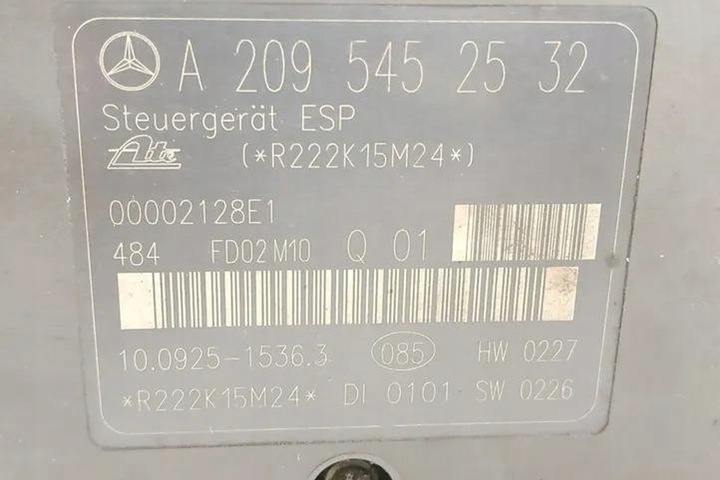 A 209 545 25 32
Steuergerät ESP
Ate (*R222K15M24*)
00002128E1
484 FD02M10 Q 01
10.0925-1536.3 085 HW 0227
*R222K15M24* DI 0101 SW 0226